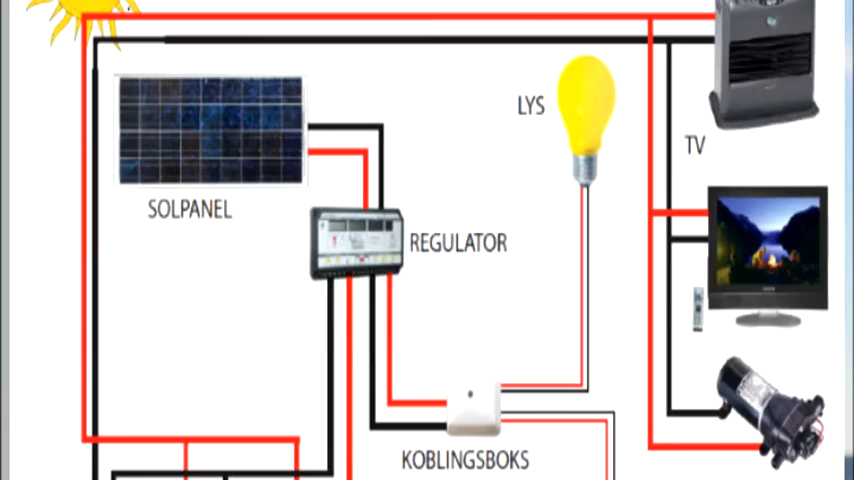 LYS
TV
SOLPANEL
REGULATOR
KOBLINGSBOKS